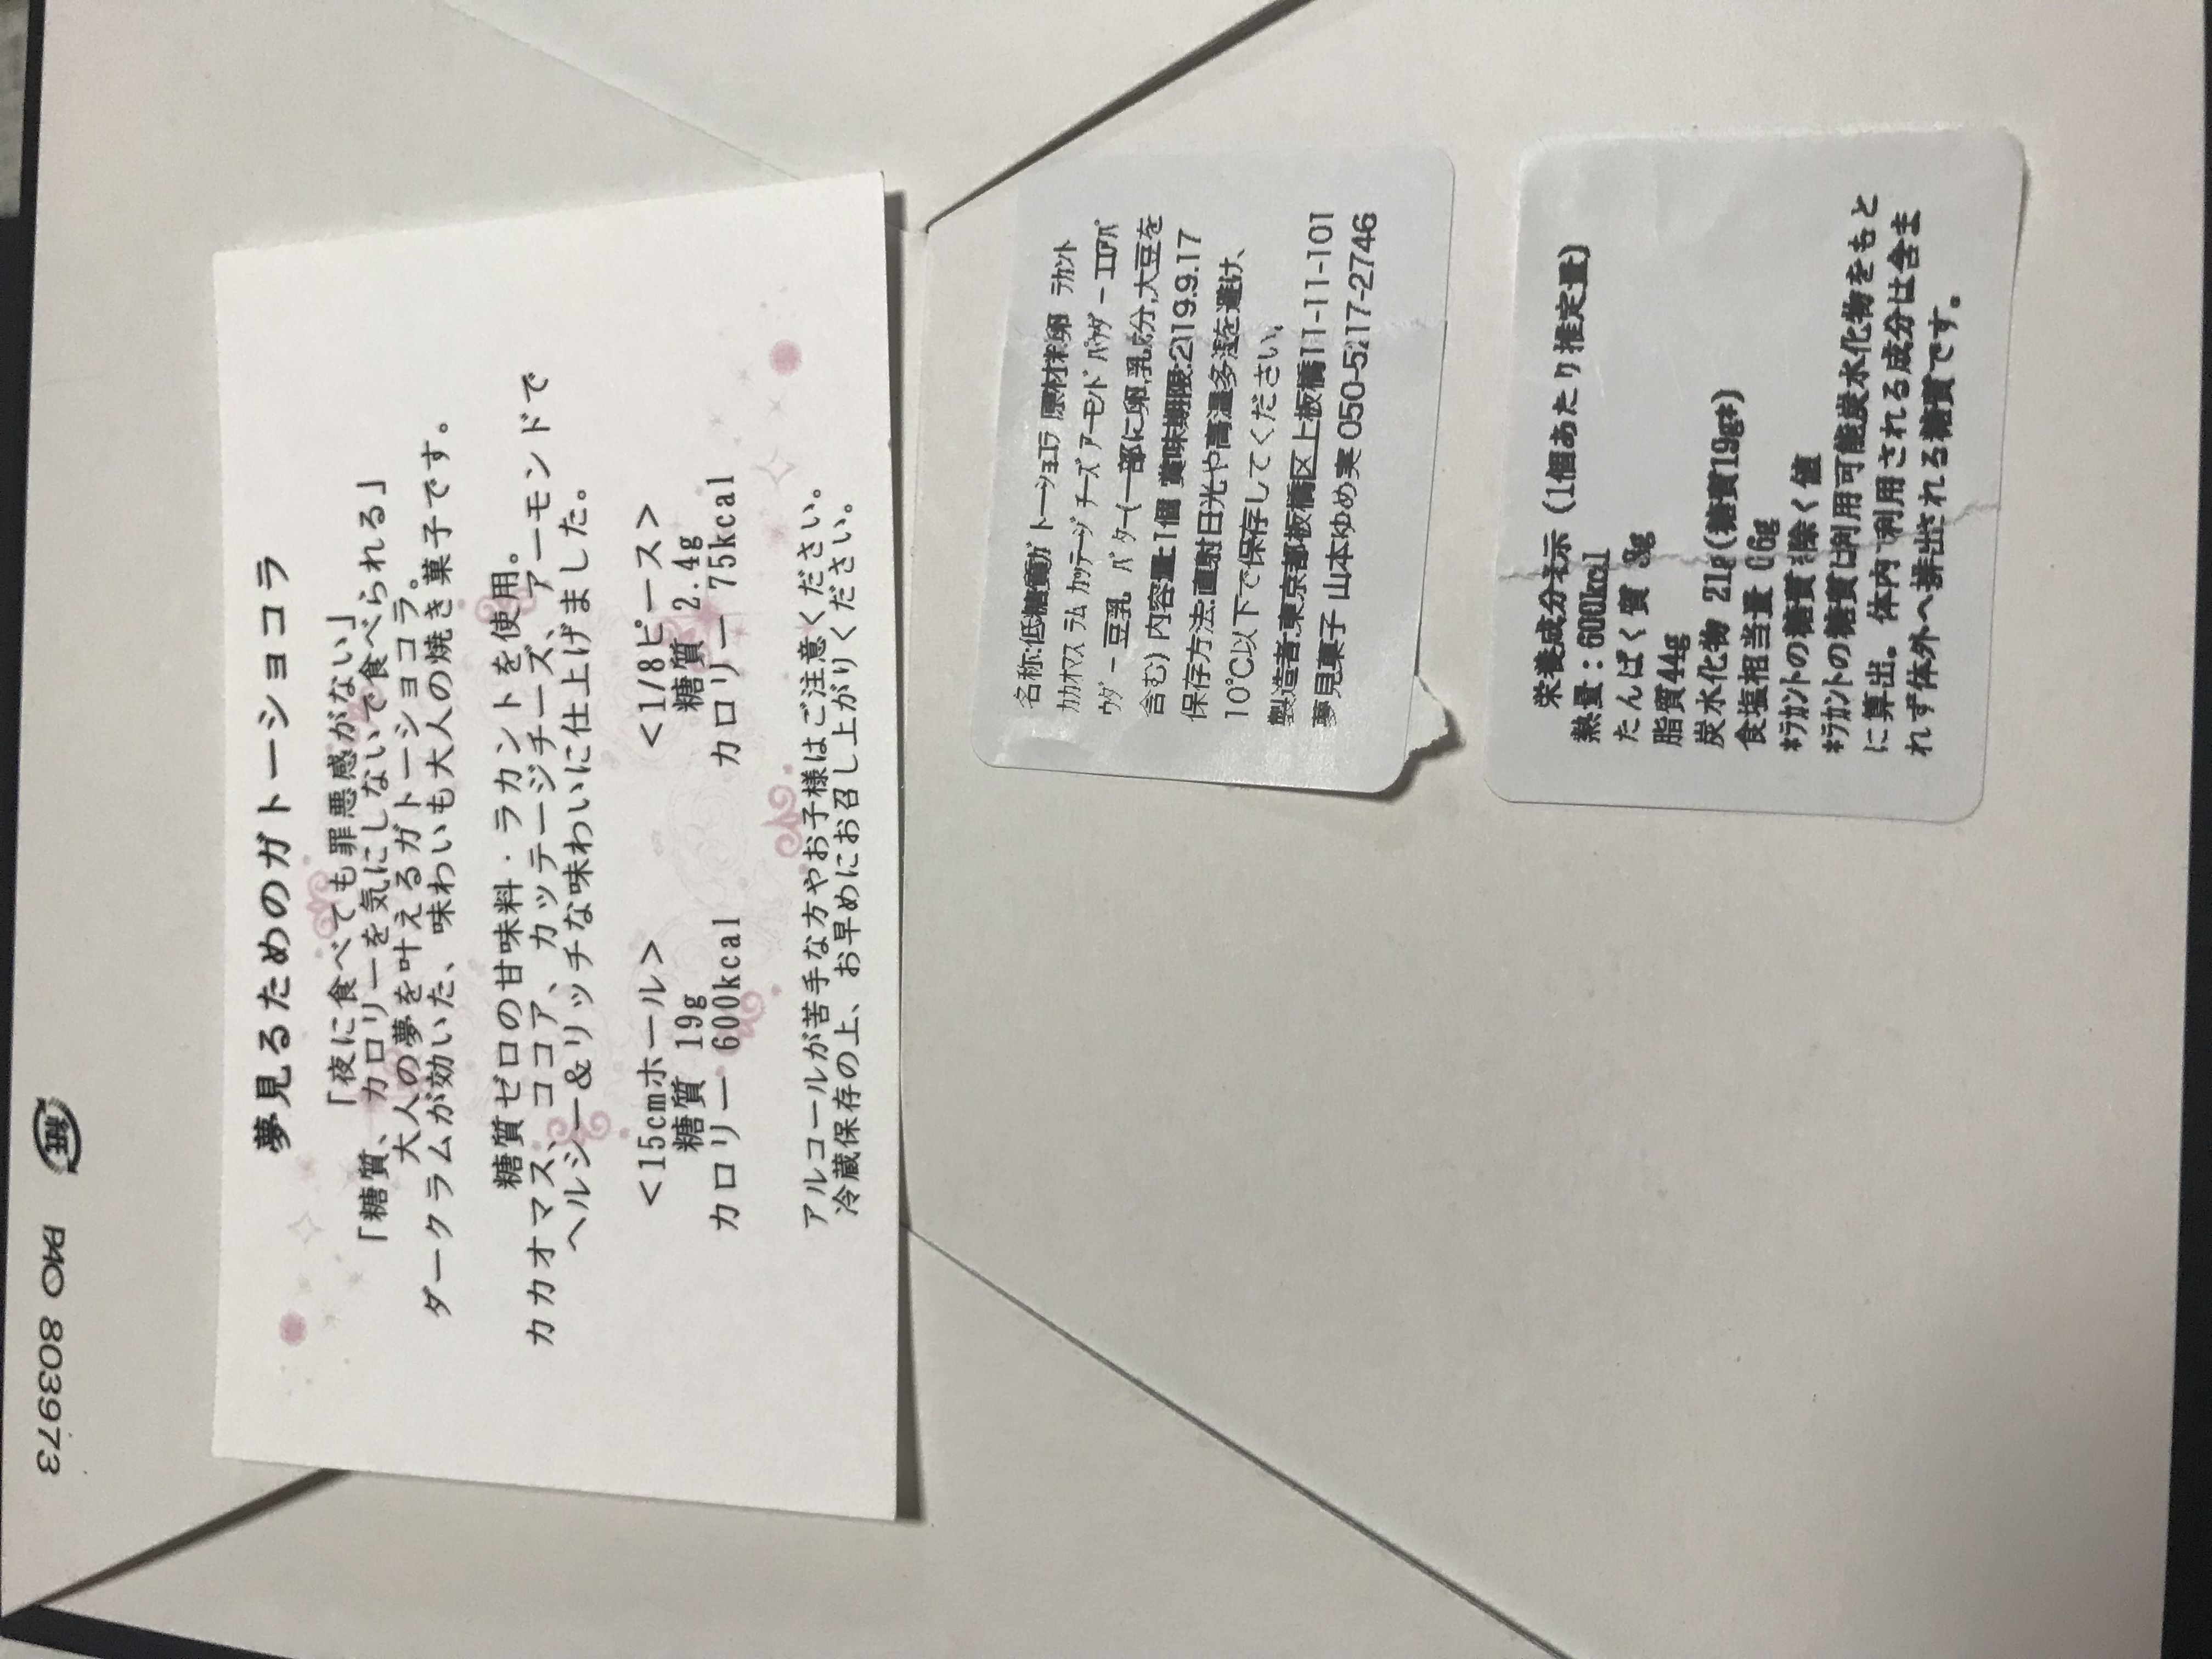 夢見るためのガトーショコラ
「夜に食べても罪悪感がない」
「糖質、カロリーを気にしないで食べられる」
大人の夢を叶えるガトーショコラ。
ダークラムが効いた、味わいも大人の焼き菓子です。
糖質ゼロの甘味料・ラカントを使用。
カカオマス、ココア、カッテージチーズ、アーモンドで
ヘルシー&リッチな味わいに仕上げました。
<15cmホール> <1/8ピース>
糖質 19g 糖質 2.4g
カロリー 600kcal カロリー 75kcal
アルコールが苦手な方やお子様はご注意ください。
冷蔵保存の上、お早めにお召し上がりください。
名称:低糖質ｶﾞﾄｰｼｮｺﾗ 原材料:卵 ﾗｶﾝﾄ
ｶｶｵﾏｽ ﾗﾑ ｶｯﾃｰｼﾞﾁｰｽﾞ ｱｰﾓﾝﾄﾞﾊﾟｳﾀﾞｰ ｺｺｱﾊﾟ
ｳﾀﾞｰ 豆乳 ﾊﾞﾀｰ(一部に卵,乳成分,大豆を
含む) 内容量:1個 賞味期限:2119.9.17
保存方法:直射日光や高温多湿を避け、
10℃以下で保存してください。
製造者:東京都板橋区上板橋11-11-101
夢見菓子 山本ゆめ実 050-5217-2746
栄養成分表示(1個あたり推定量)
熱量:600kcal
たんぱく質
脂質44g
炭水化物 21g(糖質19g*)
食塩相当量
*ﾗｶﾝﾄの糖質を除く値
*ﾗｶﾝﾄの糖質は利用可能炭水化物をもと
に算出。体内で利用される成分は含ま
れず体外へ排出される糖質です。
紙 PAO 803973